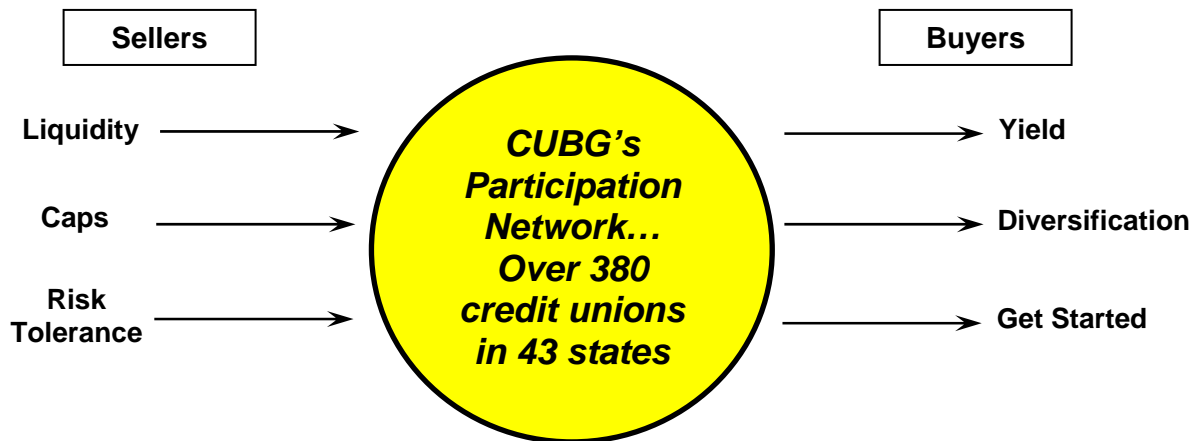 Sellers
Buyers
Liquidity
Caps
Risk
Tolerance
CUBG’s
Participation
Network…
Over 380
credit unions
in 43 states
Yield
Diversification
Get Started